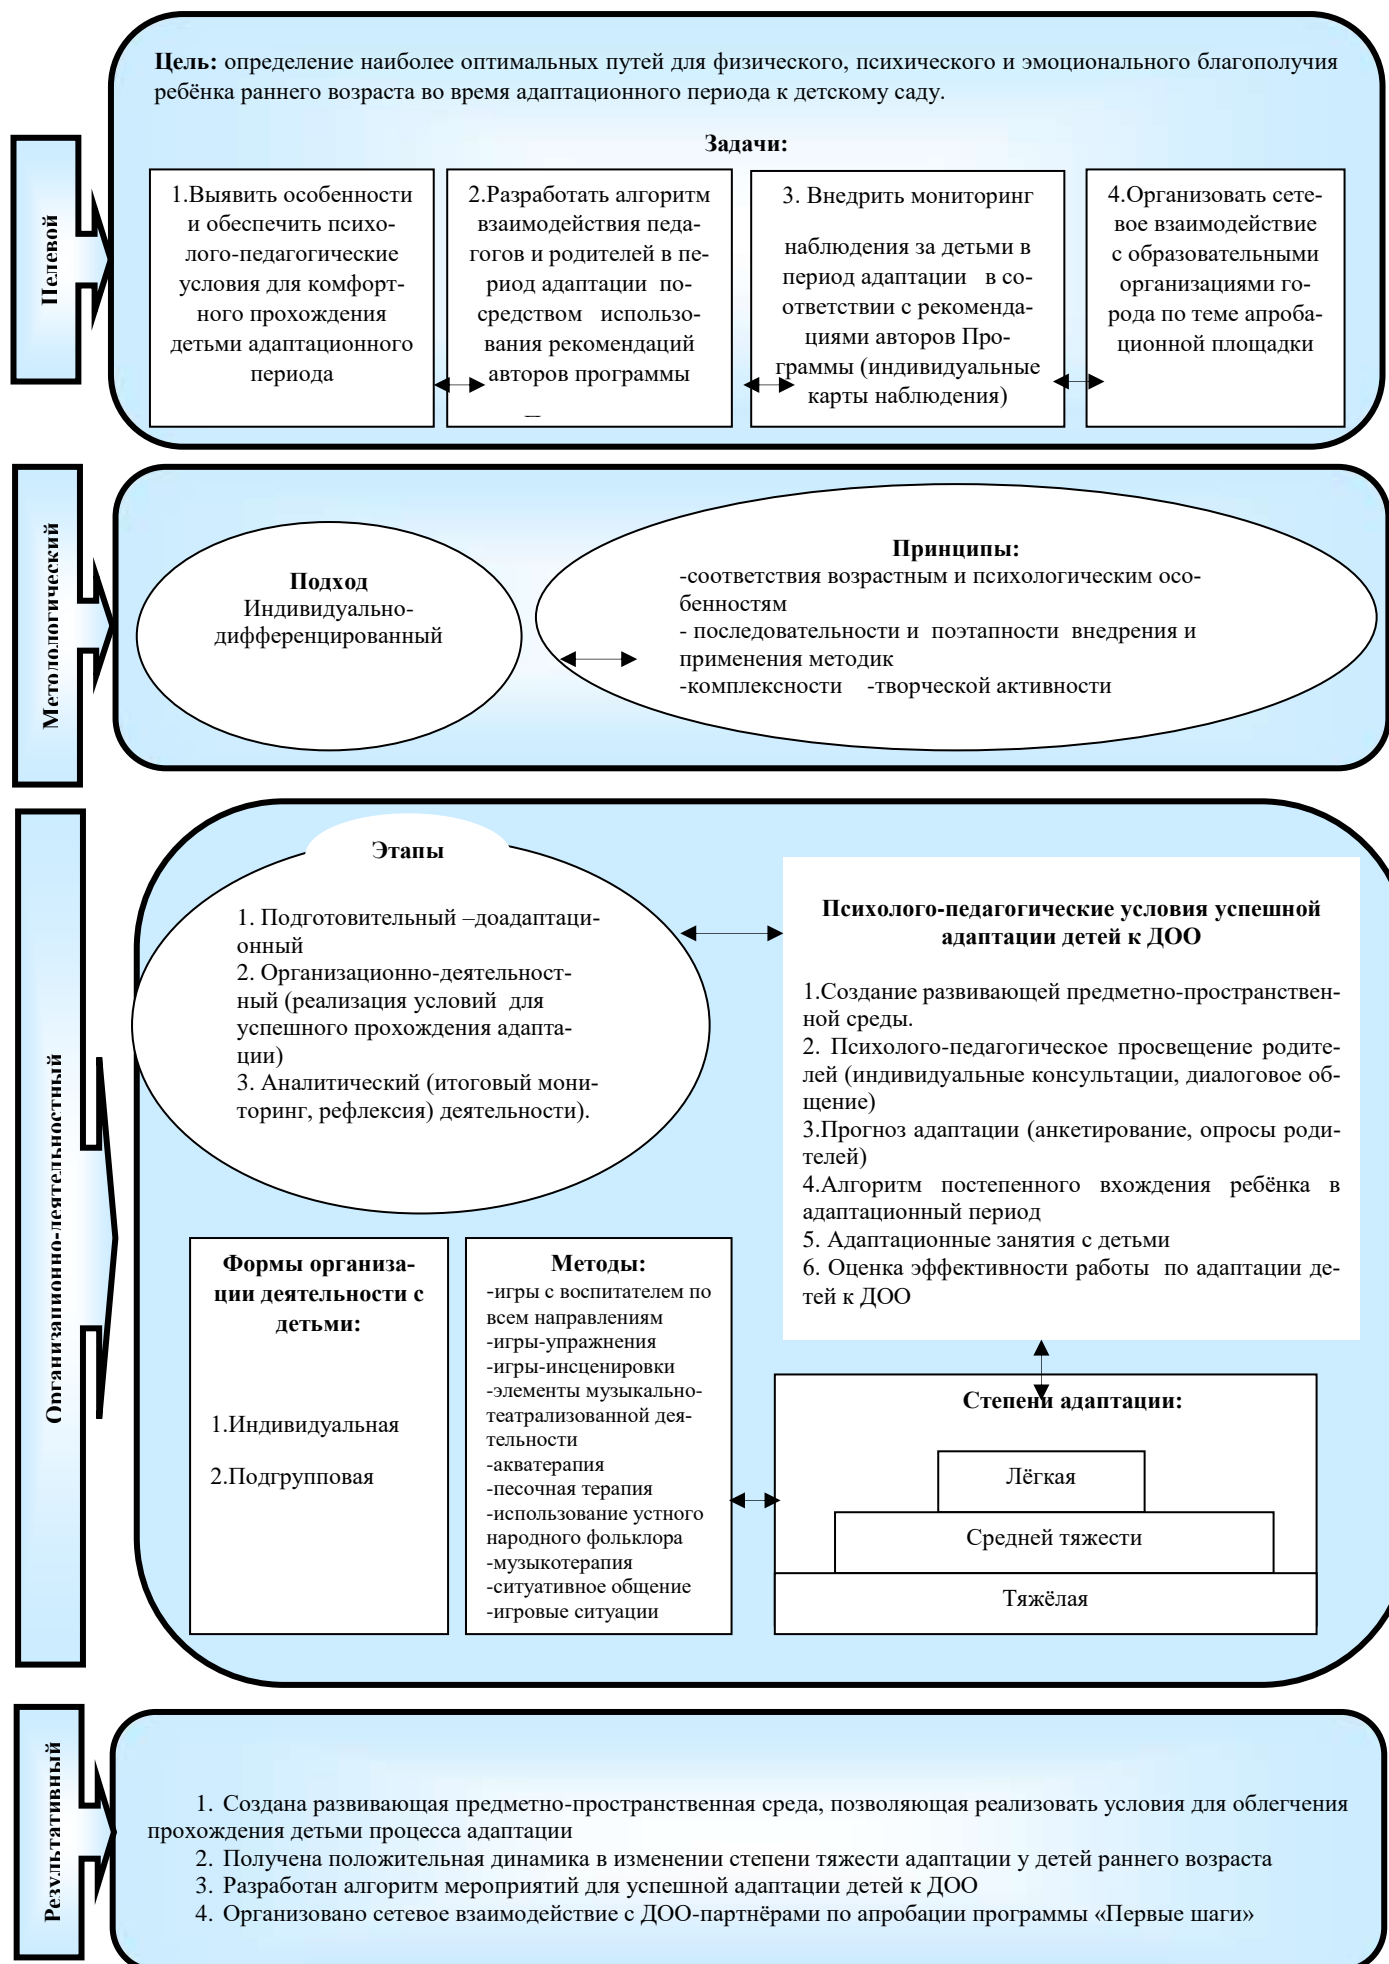 Цель: определение наиболее оптимальных путей для физического, психического и эмоционального благополучия
ребёнка раннего возраста во время адаптационного периода к детскому саду.
Задачи:
Целевой
1.Выявить особенности
и обеспечить психо-
лого-педагогические
условия для комфорт-
ного прохождения
детьми адаптационного
периода
2.Разработать алгоритм
взаимодействия педа-
гогов и родителей в пе-
риод адаптации по-
средством использо-
вания рекомендаций
авторов программы
3. Внедрить мониторинг
наблюдения за детьми в
период адаптации в со-
ответствии с рекоменда-
циями авторов Про-
граммы (индивидуальные
карты наблюдения)
4.Организовать сете-
вое взаимодействие
с образовательными
организациями го-
рода по теме апроба-
ционной площадки
Методологический
Подход
Индивидуально-
дифференцированный
Принципы:
-соответствия возрастным и психологическим осо-
бенностям
- последовательности и поэтапности внедрения и
применения методик
-комплексности -творческой активности
Организационно-деятельностный
Этапы
1. Подготовительный –доадаптаци-
онный
2. Организационно-деятельност-
ный (реализация условий для
успешного прохождения адапта-
ции)
3. Аналитический (итоговый мони-
торинг, рефлексия) деятельности).
Психолого-педагогические условия успешной
адаптации детей к ДОО
1.Создание развивающей предметно-пространствен-
ной среды.
2. Психолого-педагогическое просвещение родите-
лей (индивидуальные консультации, диалоговое об-
щение)
3.Прогноз адаптации (анкетирование, опросы роди-
телей)
4.Алгоритм постепенного вхождения ребёнка в
адаптационный период
5. Адаптационные занятия с детьми
6. Оценка эффективности работы по адаптации де-
тей к ДОО
Формы организа-
ции деятельности с
детьми:
1.Индивидуальная
2.Подгрупповая
Методы:
-игры с воспитателем по
всем направлениям
-игры-упражнения
-игры-инсценировки
-элементы музыкально-
театрализованной дея-
тельности
-акватерапия
-песочная терапия
-использование устного
народного фольклора
-музыкотерапия
-ситуативное общение
-игровые ситуации
Степени адаптации:
Лёгкая
Средней тяжести
Тяжёлая
Результативный
1. Создана развивающая предметно-пространственная среда, позволяющая реализовать условия для облегчения
прохождения детьми процесса адаптации
2. Получена положительная динамика в изменении степени тяжести адаптации у детей раннего возраста
3. Разработан алгоритм мероприятий для успешной адаптации детей к ДОО
4. Организовано сетевое взаимодействие с ДОО-партнёрами по апробации программы «Первые шаги»